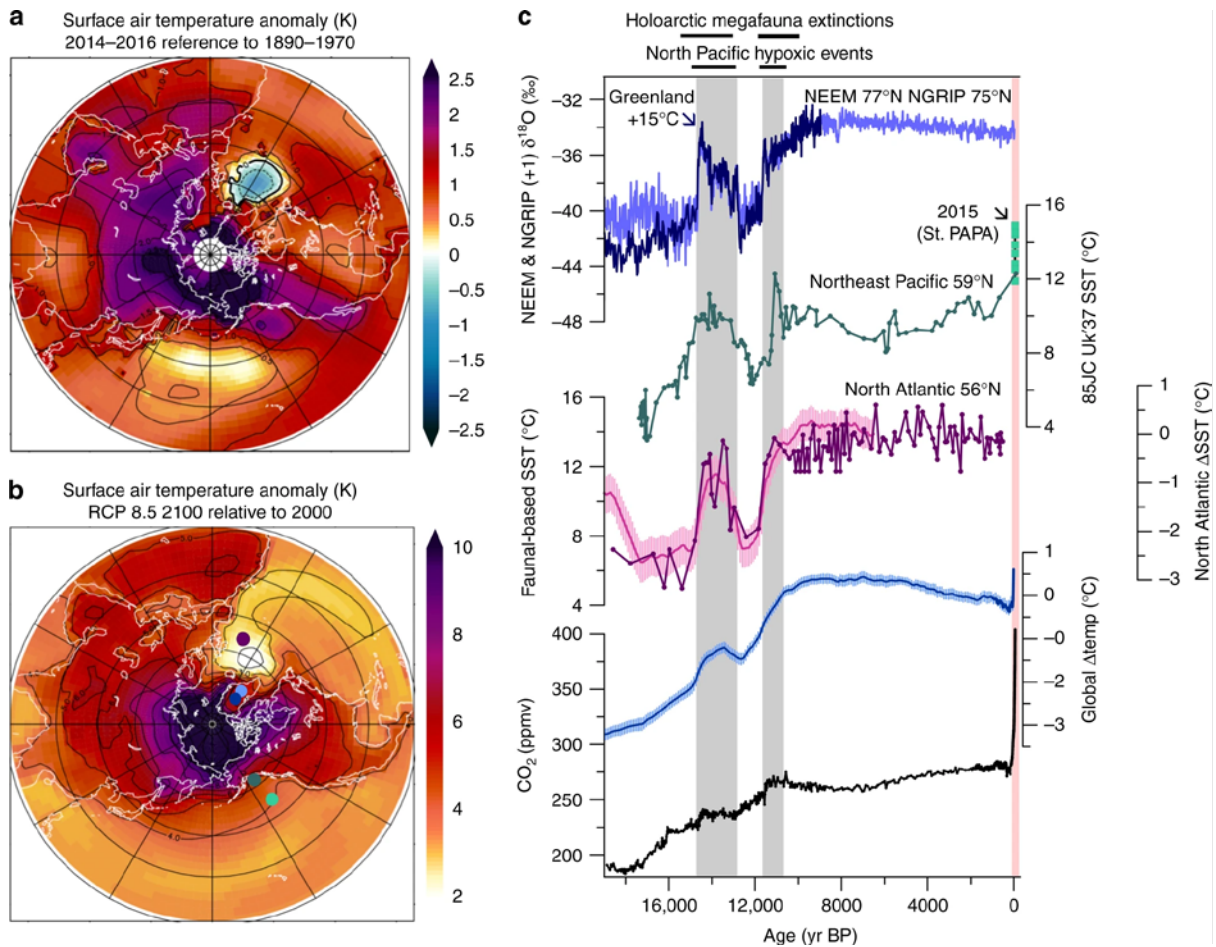 a
Surface air temperature anomaly (K)
2014–2016 reference to 1890–1970
2.5
2
1.5
1
0.5
0
−0.5
−1
−1.5
−2
−2.5
b
Surface air temperature anomaly (K)
RCP 8.5 2100 relative to 2000
10
8
6
4
2
4.0
c
Holoarctic megafauna extinctions
North Pacific hypoxic events
Greenland
+15°C
NEEM 77°N NGRIP 75°N
−32
−36
−40
−44
−48
NEEM & NGRIP (+1) δ18O (‰)
2015
(St. PAPA)
16
12
8
4
85JC Uk'37 SST (°C)
Northeast Pacific 59°N
North Atlantic 56°N
16
12
8
4
Faunal-based SST (°C)
1
0
−1
−2
−3
North Atlantic ΔSST (°C)
1
0
−0
−2
−3
Global Δtemp (°C)
400
350
300
250
200
CO2 (ppmv)
16,000
12,000
8000
4000
0
Age (yr BP)